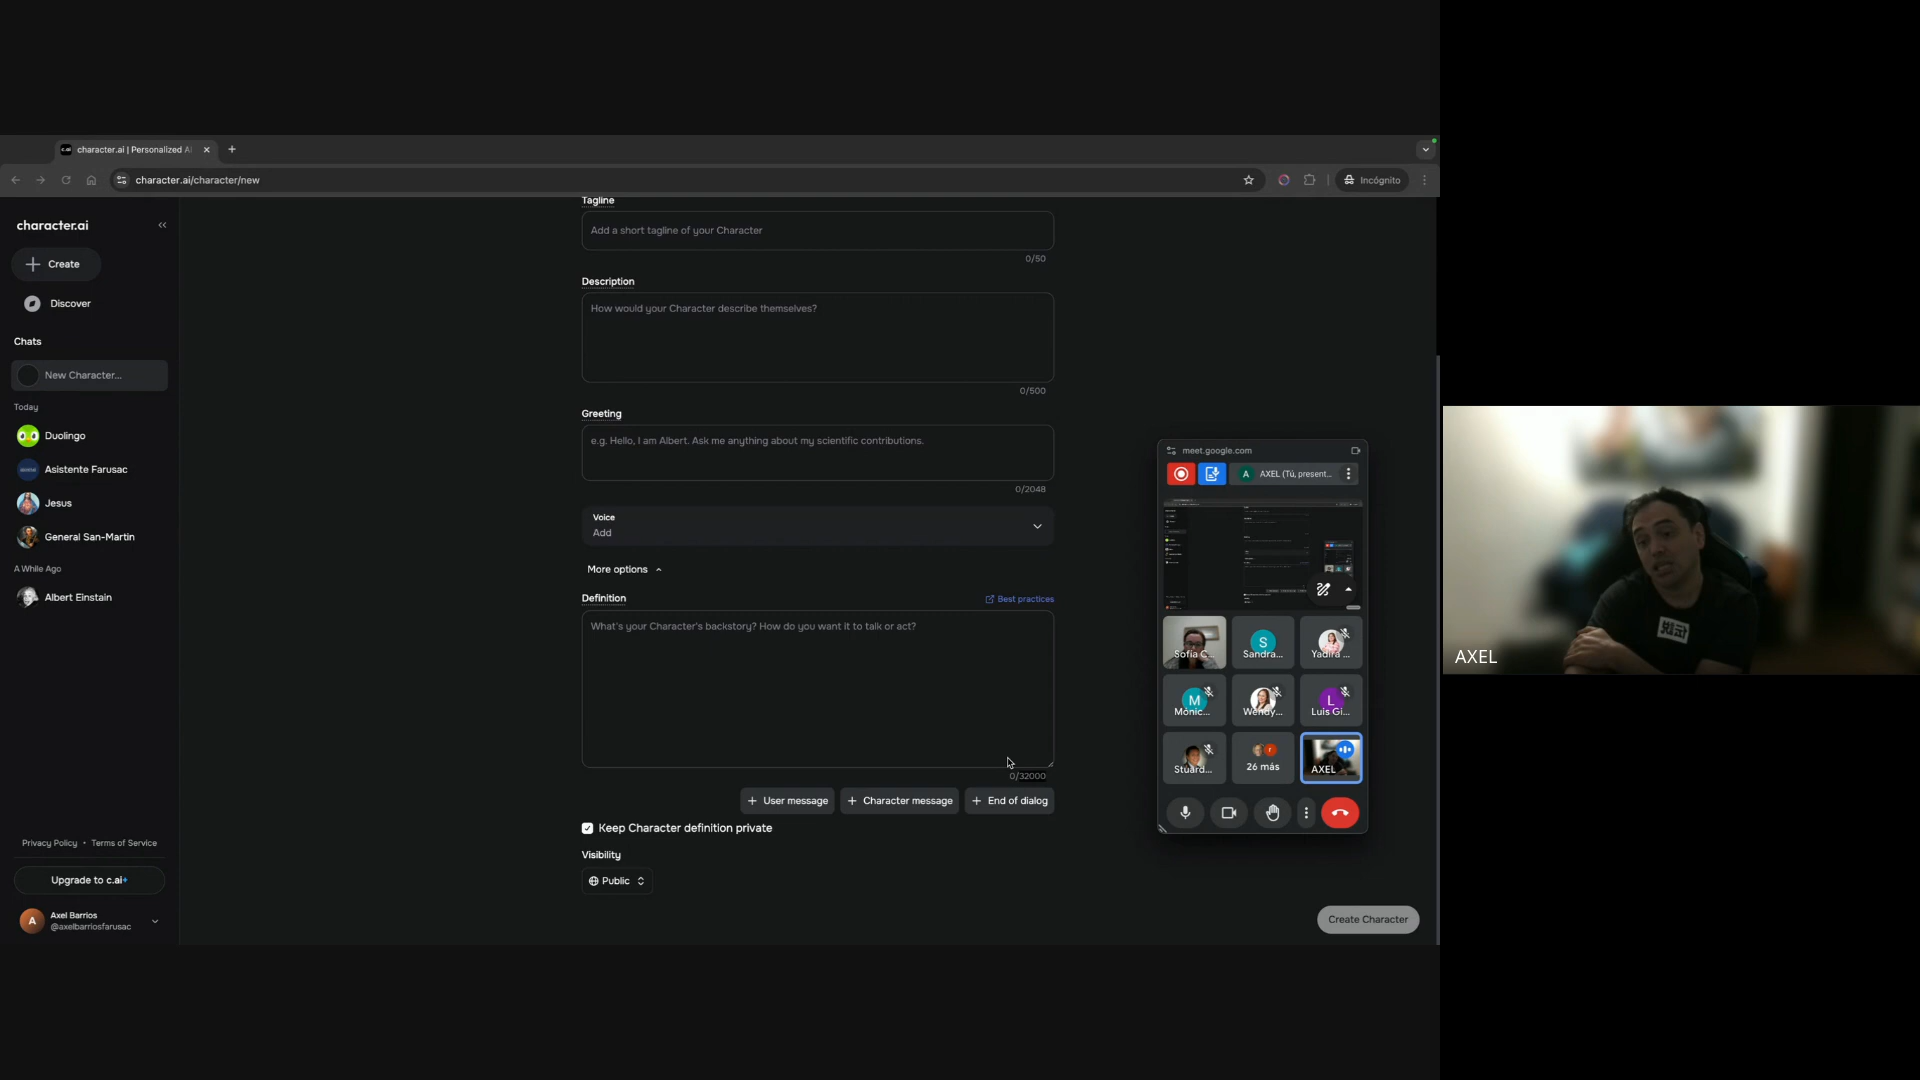 character.ai | Personalized AI
character.ai/character/new
Incógnito
character.ai
Create
Discover
Chats
New Character...
Today
Duolingo
Asistente Farusac
Jesus
General San-Martin
A While Ago
Albert Einstain
Privacy Policy • Terms of Service
Upgrade to c.ai+
A
Axel Barrios
@axelbarriosfarusac
Tagline
Add a short tagline of your Character
0/50
Description
How would your Character describe themselves?
0/500
Greeting
e.g. Hello, I am Albert. Ask me anything about my scientific contributions.
0/2048
Voice
Add
More options
Definition
Best practices
What's your Character's backstory? How do you want it to talk or act?
0/32000
User message
Character message
End of dialog
Keep Character definition private
Visibility
Public
Create Character
meet.google.com
A
AXEL (Tú, present...
Sofia C...
S
Sandra...
Yadira ...
M
Mónic...
Wendy...
L
Luis Gi...
Stuard...
r
26 más
AXEL
AXEL